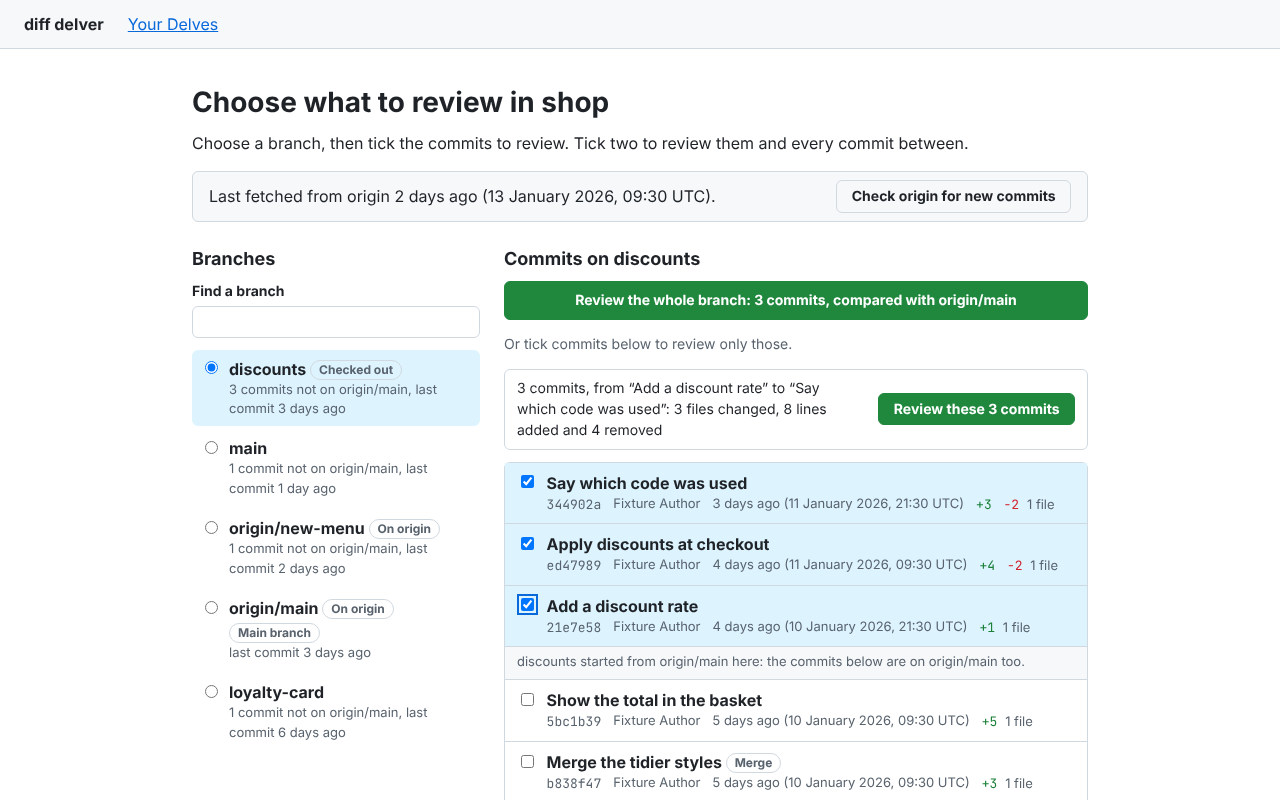 diff delver Your Delves
Choose what to review in shop
Choose a branch, then tick the commits to review. Tick two to review them and every commit between.
Last fetched from origin 2 days ago (13 January 2026, 09:30 UTC).
Check origin for new commits
Branches
Find a branch
discounts Checked out
3 commits not on origin/main, last
commit 3 days ago
main
1 commit not on origin/main, last
commit 1 day ago
origin/new-menu On origin
1 commit not on origin/main, last
commit 2 days ago
origin/main On origin
Main branch
last commit 3 days ago
loyalty-card
1 commit not on origin/main, last
commit 6 days ago
Commits on discounts
Review the whole branch: 3 commits, compared with origin/main
Or tick commits below to review only those.
3 commits, from “Add a discount rate” to “Say
which code was used”: 3 files changed, 8 lines
added and 4 removed
Review these 3 commits
Say which code was used
344902a Fixture Author 3 days ago (11 January 2026, 21:30 UTC) +3 -2 1 file
Apply discounts at checkout
ed47989 Fixture Author 4 days ago (11 January 2026, 09:30 UTC) +4 -2 1 file
Add a discount rate
21e7e58 Fixture Author 4 days ago (10 January 2026, 21:30 UTC) +1 1 file
discounts started from origin/main here: the commits below are on origin/main too.
Show the total in the basket
5bc1b39 Fixture Author 5 days ago (10 January 2026, 09:30 UTC) +5 1 file
Merge the tidier styles Merge
b838f47 Fixture Author 5 days ago (10 January 2026, 09:30 UTC) +3 1 file